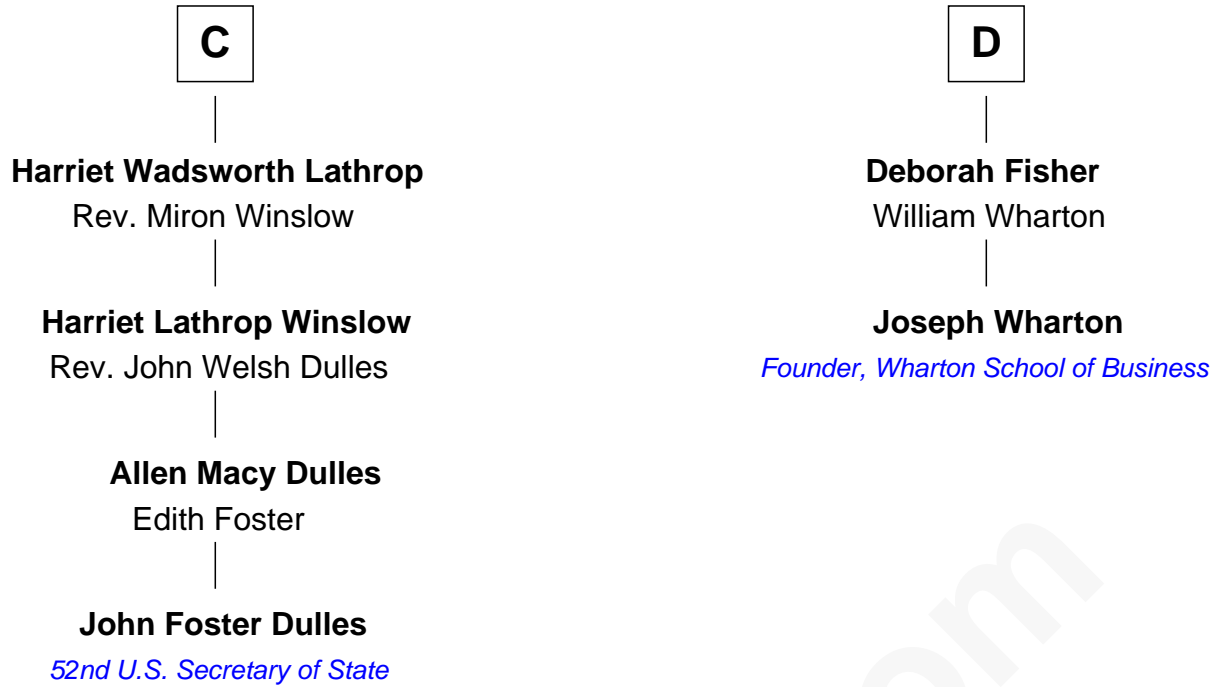 C
Harriet Wadsworth Lathrop
Rev. Miron Winslow
Harriet Lathrop Winslow
Rev. John Welsh Dulles
Allen Macy Dulles
Edith Foster
John Foster Dulles
52nd U.S. Secretary of State
D
Deborah Fisher
William Wharton
Joseph Wharton
Founder, Wharton School of Business
om